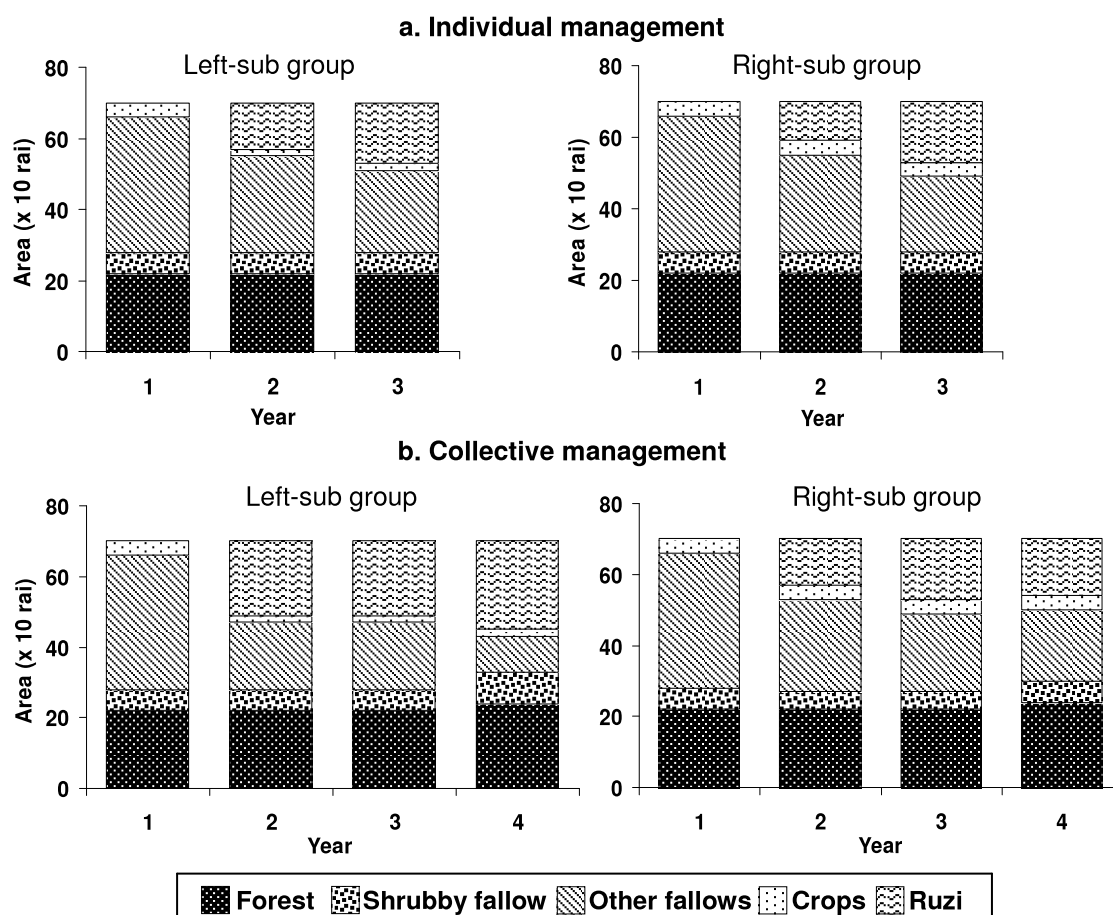 a. Individual management
Left-sub group
Area (x 10 rai)
80
60
40
20
0
1 2 3
Year
Right-sub group
Area (x 10 rai)
80
60
40
20
0
1 2 3
Year
b. Collective management
Left-sub group
Area (x 10 rai)
80
60
40
20
0
1 2 3 4
Year
Right-sub group
80
60
40
20
0
1 2 3 4
Year
Forest Shrubby fallow Other fallows Crops Ruzi